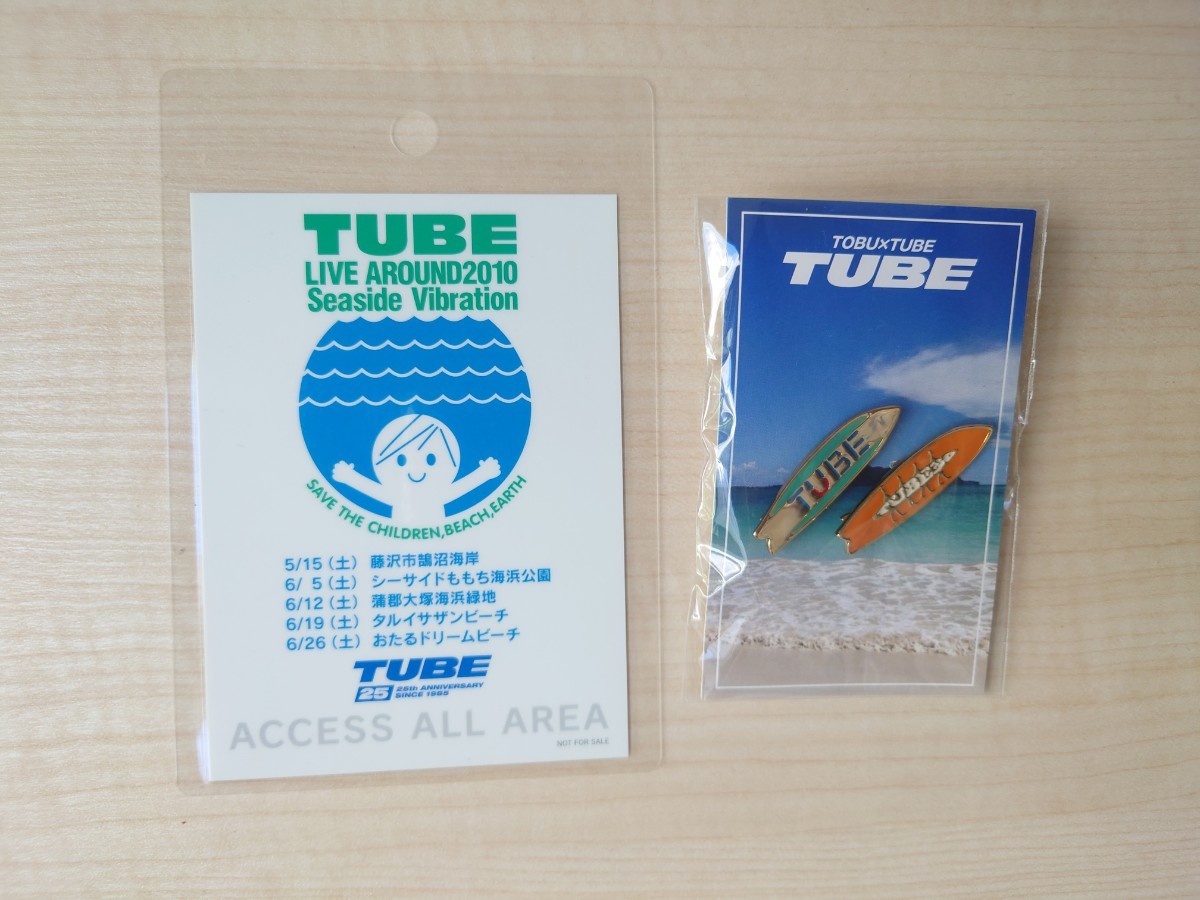 TUBE
LIVE AROUND2010
Seaside Vibration
SAVE THE CHILDREN,BEACH,EARTH
5/15(土) 藤沢市鵠沼海岸
6/ 5(土) シーサイドももち海浜公園
6/12(土) 蒲郡大塚海浜緑地
6/19(土) タルイサザンビーチ
6/26(土) おたるドリームビーチ
TUBE
25 25th ANNIVERSARY
SINCE 1985
ACCESS ALL AREA
NOT FOR SALE
TOBU×TUBE
TUBE
TUBE